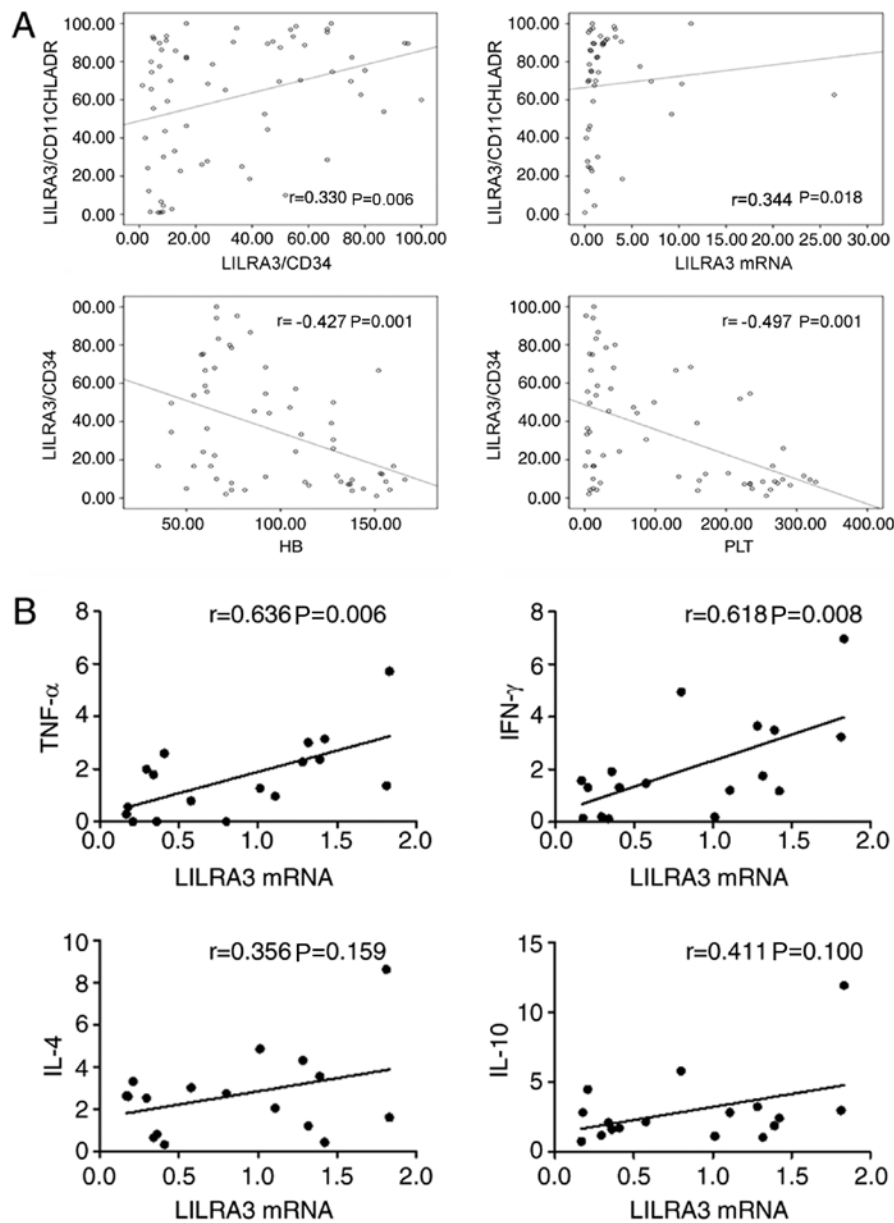 A
LILRA3/CD11CHLADR
100.00
80.00
60.00
40.00
20.00
0.00
r=0.330 P=0.006
0.00 20.00 40.00 60.00 80.00 100.00
LILRA3/CD34
LILRA3/CD11CHLADR
100.00
80.00
60.00
40.00
20.00
0.00
r=0.344 P=0.018
0.00 5.00 10.00 15.00 20.00 25.00 30.00
LILRA3 mRNA
LILRA3/CD34
00.00
80.00
60.00
40.00
20.00
00.00
r= -0.427 P=0.001
50.00 100.00 150.00
HB
LILRA3/CD34
00.00
80.00
60.00
40.00
20.00
00.00
r= -0.497 P=0.001
0.00 100.00 200.00 300.00 400.00
PLT
B
TNF-α
8
6
4
2
0
r=0.636 P=0.006
0.0 0.5 1.0 1.5 2.0
LILRA3 mRNA
IFN-γ
8
6
4
2
0
r=0.618 P=0.008
0.0 0.5 1.0 1.5 2.0
LILRA3 mRNA
IL-4
10
8
6
4
2
0
r=0.356 P=0.159
0.0 0.5 1.0 1.5 2.0
LILRA3 mRNA
IL-10
15
10
5
0
r=0.411 P=0.100
0.0 0.5 1.0 1.5 2.0
LILRA3 mRNA